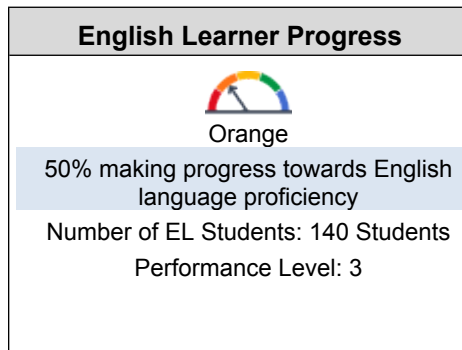 English Learner Progress
Orange
50% making progress towards English
language proficiency
Number of EL Students: 140 Students
Performance Level: 3